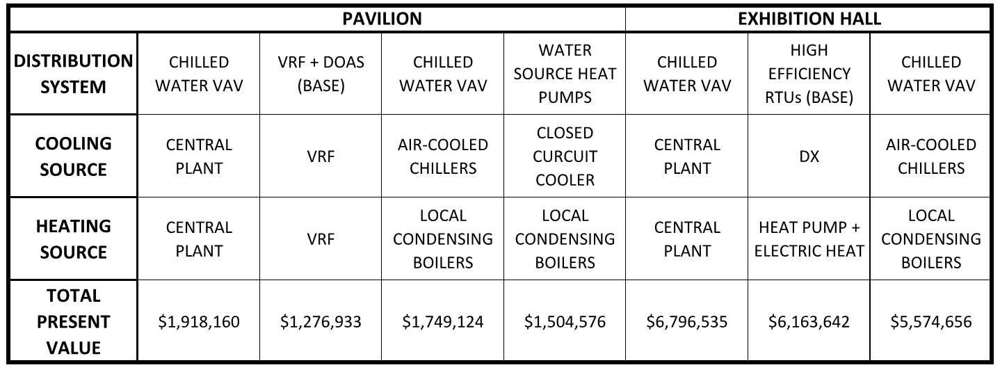 PAVILION
EXHIBITION HALL
DISTRIBUTION
SYSTEM
CHILLED
WATER VAV
VRF + DOAS
(BASE)
CHILLED
WATER VAV
WATER
SOURCE HEAT
PUMPS
CHILLED
WATER VAV
HIGH
EFFICIENCY
RTUs (BASE)
CHILLED
WATER VAV
COOLING
SOURCE
CENTRAL
PLANT
VRF
AIR-COOLED
CHILLERS
CLOSED
CURCUIT
COOLER
CENTRAL
PLANT
DX
AIR-COOLED
CHILLERS
HEATING
SOURCE
CENTRAL
PLANT
VRF
LOCAL
CONDENSING
BOILERS
LOCAL
CONDENSING
BOILERS
CENTRAL
PLANT
HEAT PUMP +
ELECTRIC HEAT
LOCAL
CONDENSING
BOILERS
TOTAL
PRESENT
VALUE
$1,918,160
$1,276,933
$1,749,124
$1,504,576
$6,796,535
$6,163,642
$5,574,656